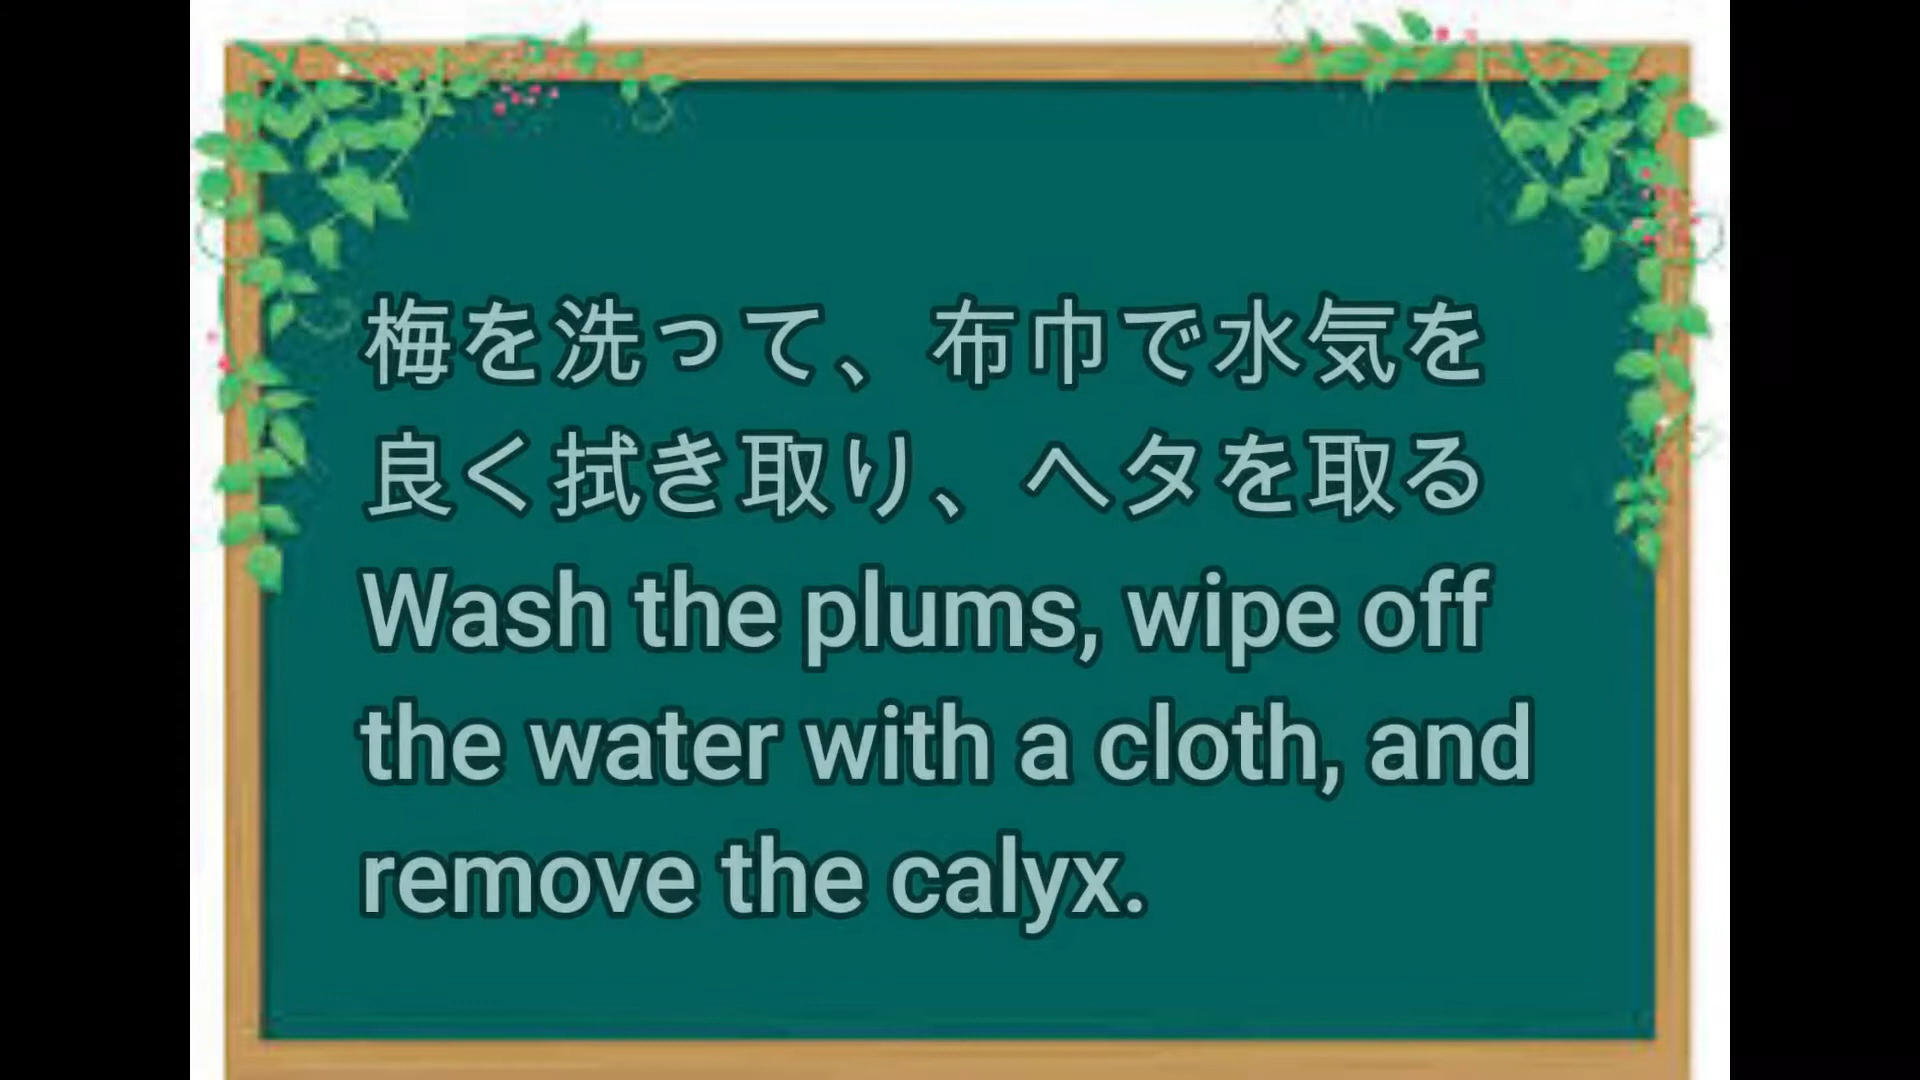 梅を洗って、布巾で水気を
良く拭き取り、ヘタを取る
Wash the plums, wipe off
the water with a cloth, and
remove the calyx.